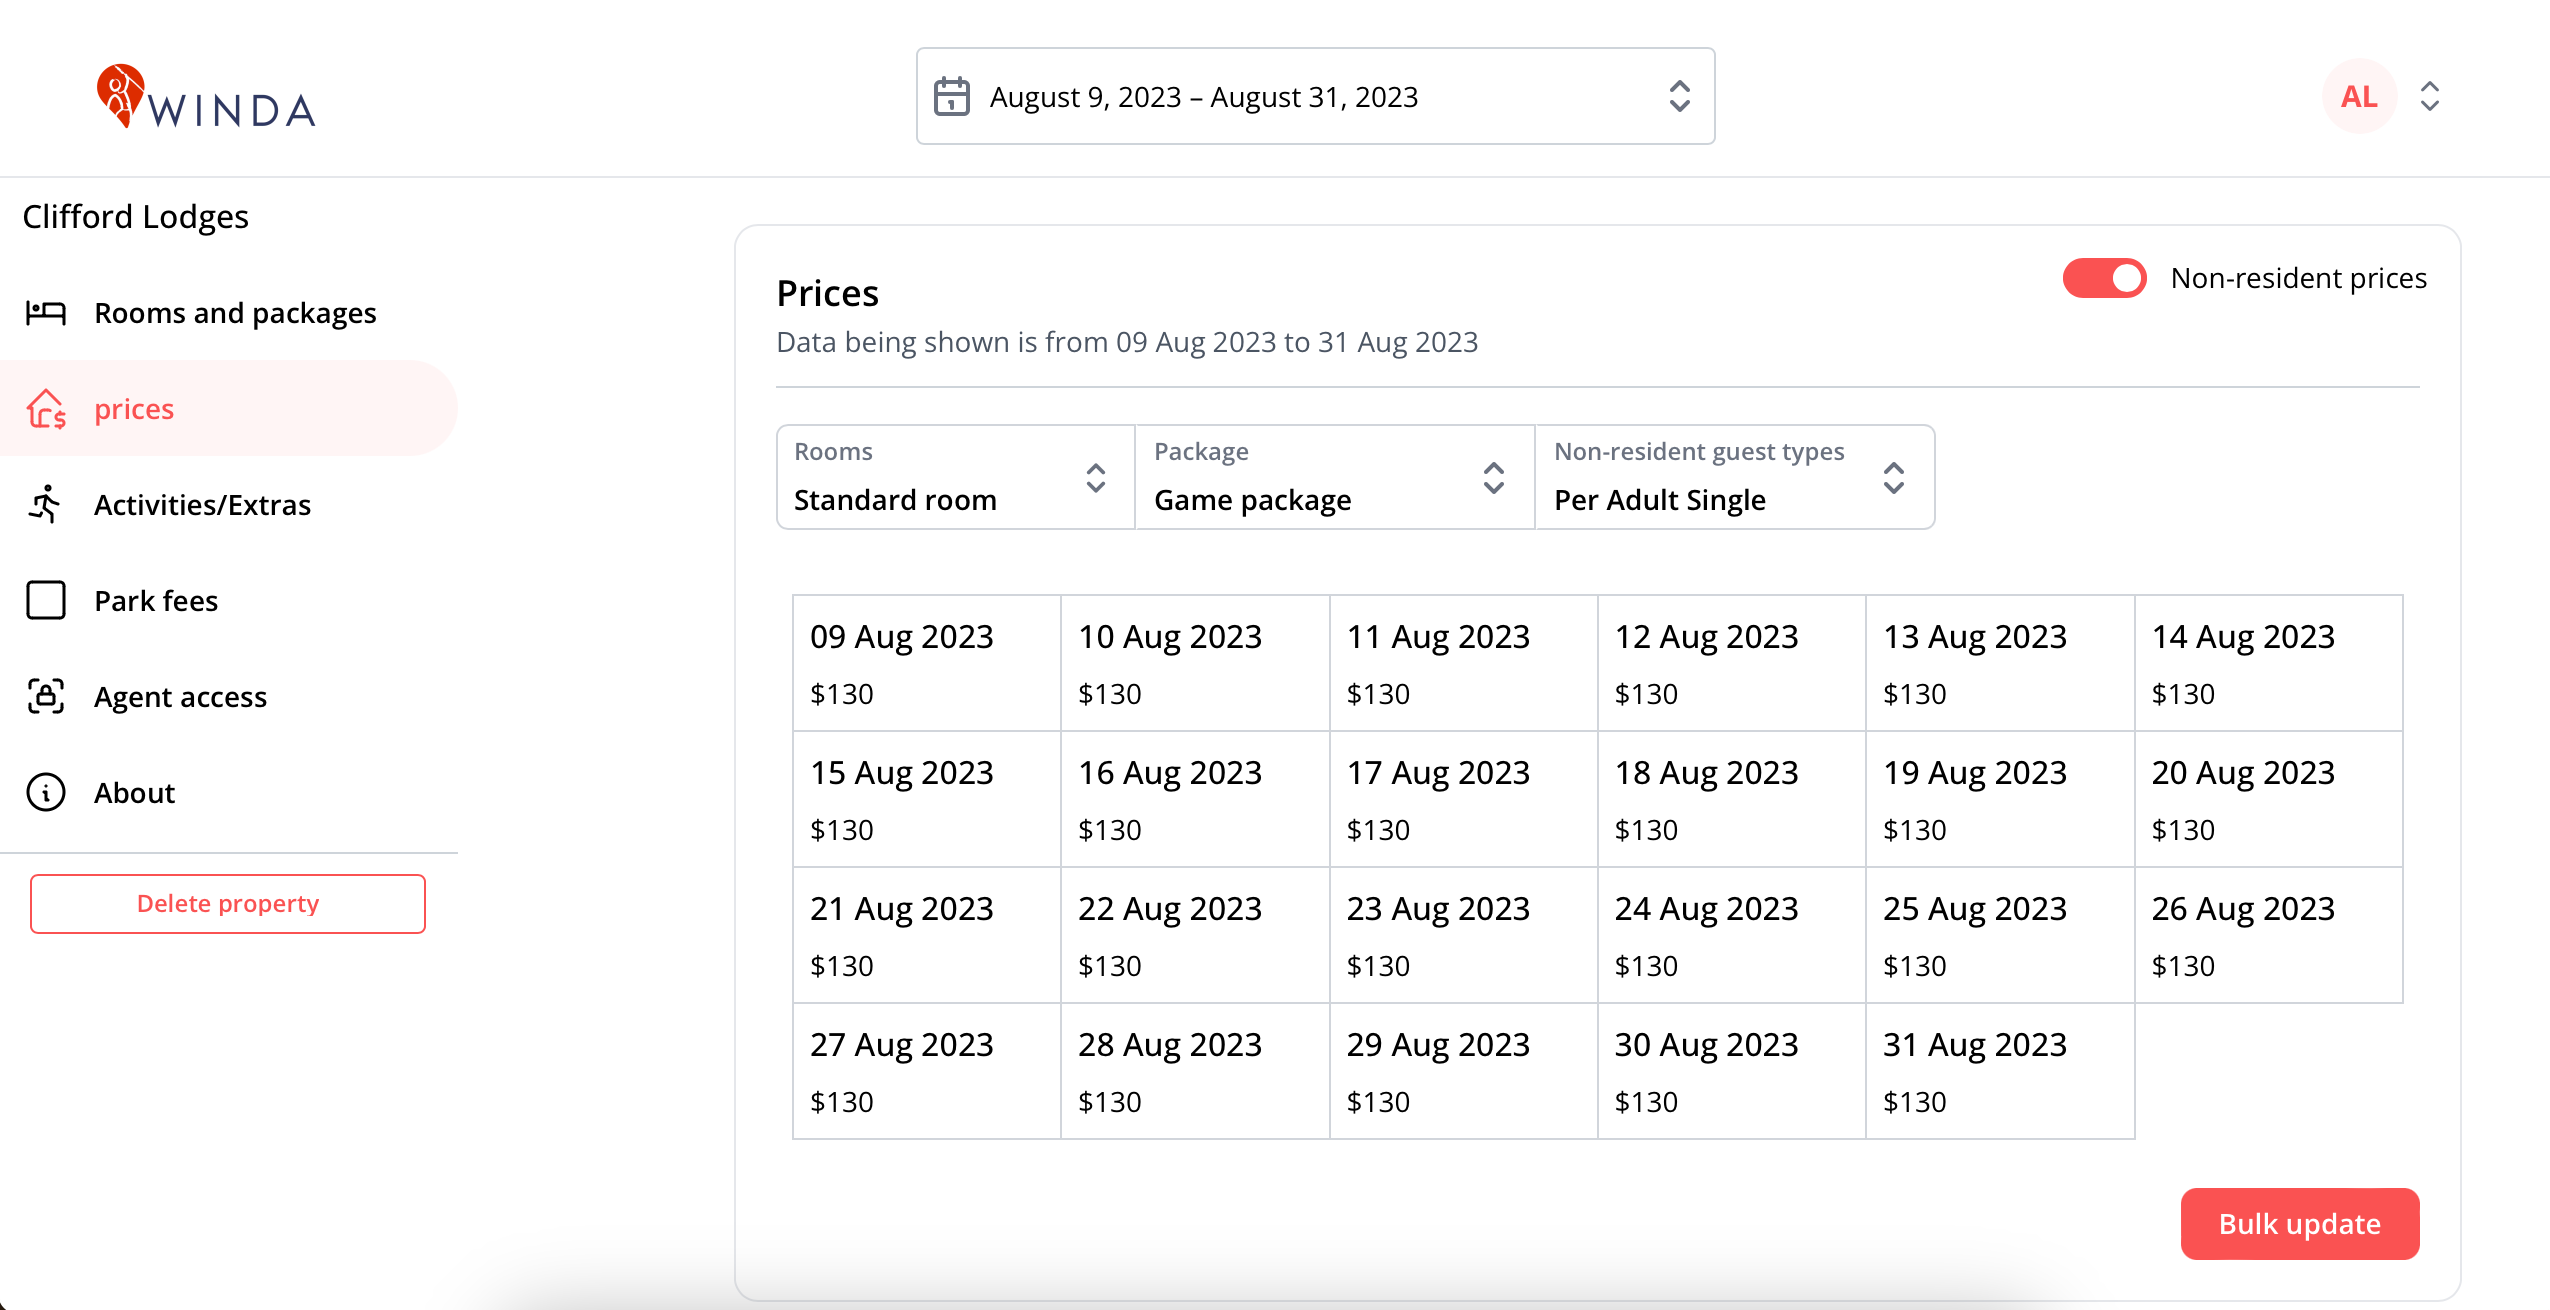 WINDA
August 9, 2023 – August 31, 2023
AL
Clifford Lodges
Rooms and packages
prices
Activities/Extras
Park fees
Agent access
About
Delete property
Prices
Non-resident prices
Data being shown is from 09 Aug 2023 to 31 Aug 2023
Rooms
Standard room
Package
Game package
Non-resident guest types
Per Adult Single
09 Aug 2023 10 Aug 2023 11 Aug 2023 12 Aug 2023 13 Aug 2023 14 Aug 2023
$130 $130 $130 $130 $130 $130
15 Aug 2023 16 Aug 2023 17 Aug 2023 18 Aug 2023 19 Aug 2023 20 Aug 2023
$130 $130 $130 $130 $130 $130
21 Aug 2023 22 Aug 2023 23 Aug 2023 24 Aug 2023 25 Aug 2023 26 Aug 2023
$130 $130 $130 $130 $130 $130
27 Aug 2023 28 Aug 2023 29 Aug 2023 30 Aug 2023 31 Aug 2023
$130 $130 $130 $130 $130
Bulk update